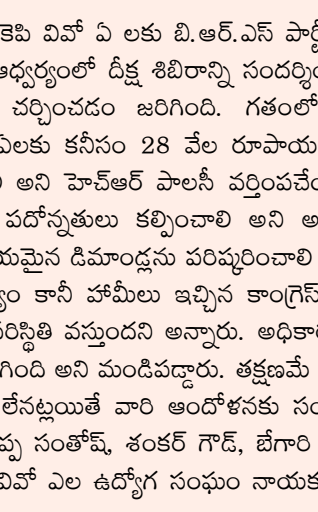 కెపి వివో ఏ లకు బి.ఆర్.ఎస్ పార్టీ
ఆధ్వర్యంలో దీక్ష శిబిరాన్ని సందర్శిం
చర్చించడం జరిగింది. గతంలో
ఏలకు కనీసం 28 వేల రూపాయ
అని హెచ్ఆర్ పాలసీ వర్తింపచే
పదోన్నతులు కల్పించాలి అని అ
యమైన డిమాండ్లను పరిష్కరించాలి
ం కానీ హామీలు ఇచ్చిన కాంగ్రెస్
పరిస్థితి వస్తుందని అన్నారు. అధికా
గింది అని మండిపడ్డారు. తక్షణమే
లేనట్లయితే వారి ఆందోళనకు సం
ప్ప సంతోష్, శంకర్ గౌడ్, బేగారి
వివో ఎల ఉద్యోగ సంఘం నాయక